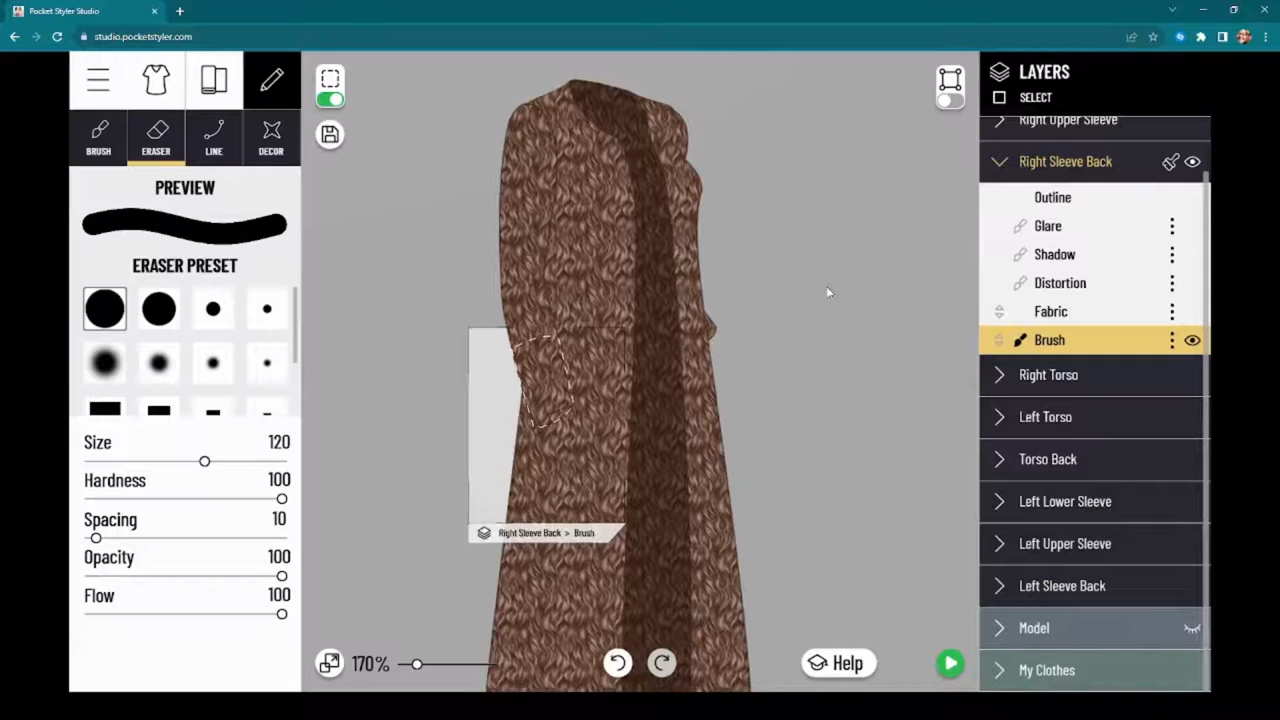 Pocket Styler Studio
studio.pocketstyler.com
BRUSH
ERASER
LINE
DECOR
PREVIEW
ERASER PRESET
Size 120
Hardness 100
Spacing 10
Opacity 100
Flow 100
Right Sleeve Back > Brush
170%
Help
LAYERS
SELECT
Right Upper Sleeve
Right Sleeve Back
Outline
Glare
Shadow
Distortion
Fabric
Brush
Right Torso
Left Torso
Torso Back
Left Lower Sleeve
Left Upper Sleeve
Left Sleeve Back
Model
My Clothes